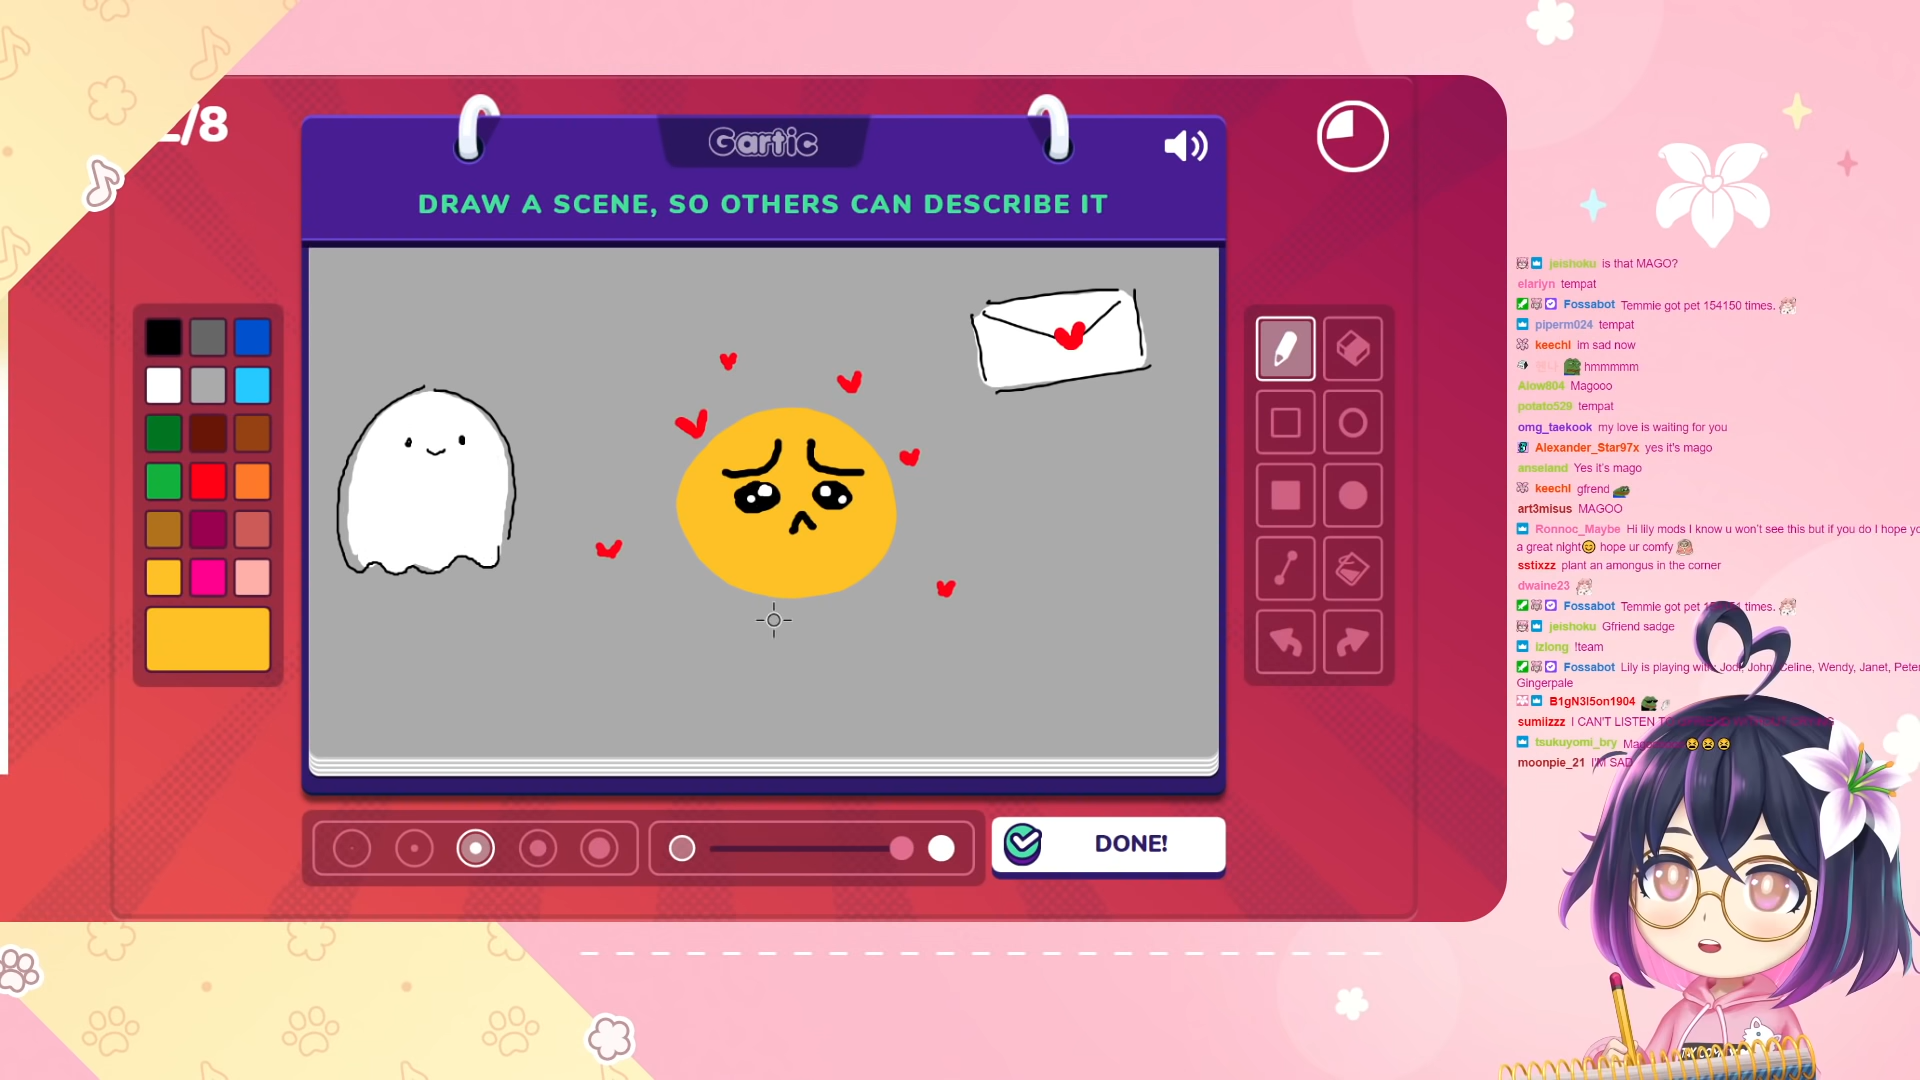 2/8
Gartic
DRAW A SCENE, SO OTHERS CAN DESCRIBE IT
DONE!
jeishoku is that MAGO?
elarlyn tempat
Fossabot Temmie got pet 154150 times.
piperm024 tempat
keechl im sad now
hmmmmm
Alow804 Magooo
potato529 tempat
omg_taekook my love is waiting for you
Alexander_Star97x yes it's mago
anseland Yes it's mago
keechl gfrend
art3misus MAGOO
Ronnoc_Maybe Hi lily mods I know u won't see this but if you do I hope yo
a great night hope ur comfy
sstixzz plant an amongus in the corner
dwaine23
Fossabot Temmie got pet times.
jeishoku Gfriend sadge
izlong !team
Fossabot Lily is playing with: Jodi, John, Celine, Wendy, Janet, Peter
Gingerpale
B1gN3l5on1904
sumiizzz I CAN'T LISTEN TO
tsukuyomi_bry
moonpie_21 I'M SAD